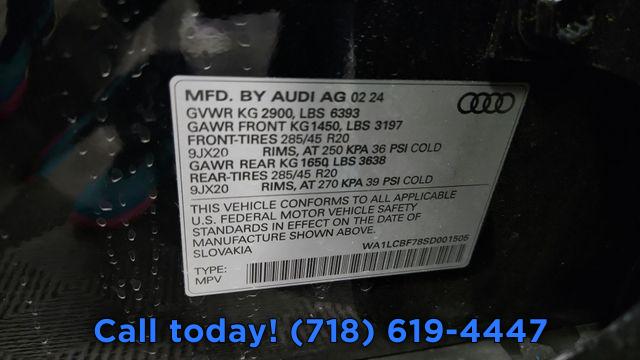 MFD. BY AUDI AG 02 24
GVWR KG 2900, LBS 6393
GAWR FRONT KG1450, LBS 3197
FRONT-TIRES 285/45 R20
9JX20 RIMS, AT 250 KPA 36 PSI COLD
GAWR REAR KG1650 LBS 3638
REAR-TIRES 285/45 R20
9JX20 RIMS, AT 270 KPA 39 PSI COLD
THIS VEHICLE CONFORMS TO ALL APPLICABLE
U.S. FEDERAL MOTOR VEHICLE SAFETY
STANDARDS IN EFFECT ON THE DATE OF
MANUFACTURE SHOWN ABOVE.
SLOVAKIA WA1LCBF78SD001505
TYPE:
MPV
Call today! (718) 619-4447